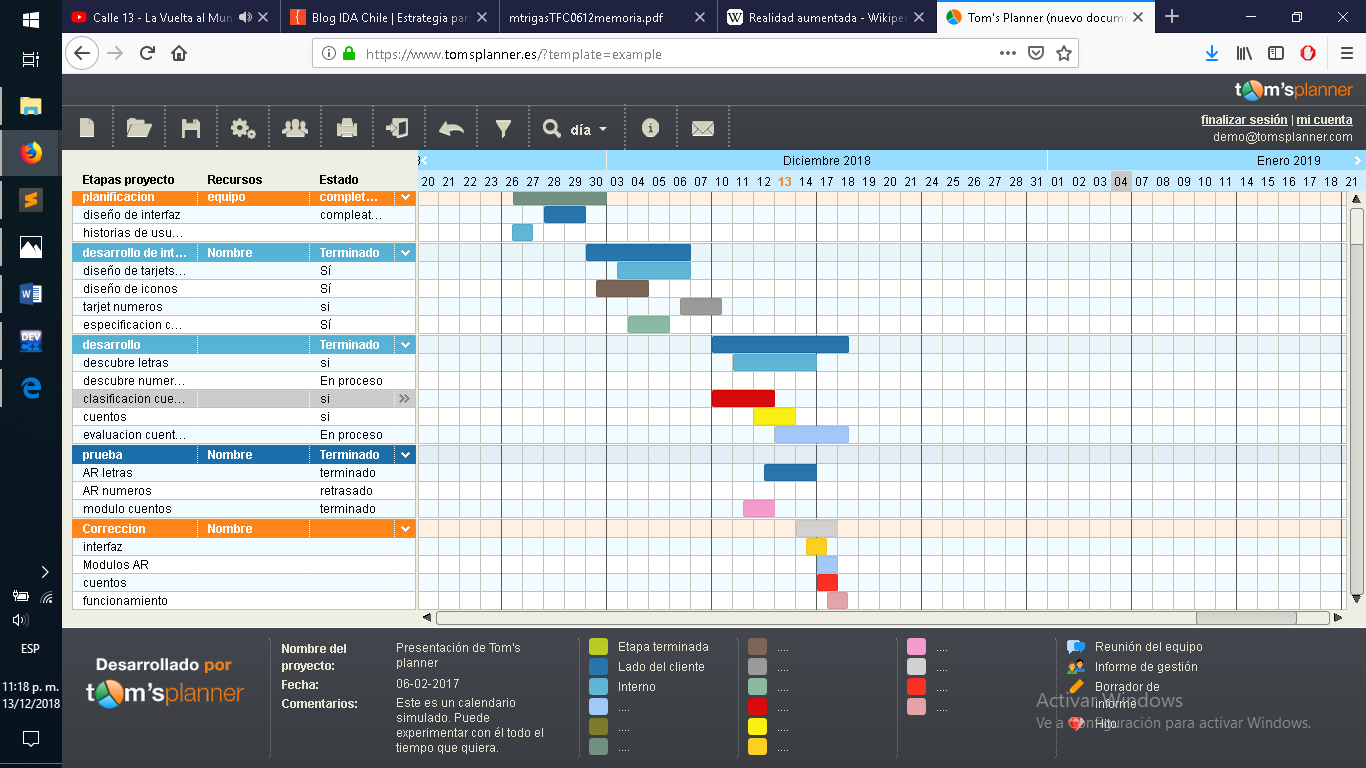 Calle 13 - La Vuelta al Mun
Blog IDA Chile | Estrategia par
mtrigasTFC0612memoria.pdf
Realidad aumentada - Wikipe
Tom's Planner (nuevo docum
https://www.tomsplanner.es/?template=example
tom'splanner
finalizar sesión | mi cuenta
demo@tomsplanner.com
día
Diciembre 2018
Enero 2019
Etapas proyecto Recursos Estado
20 21 22 23 26 27 28 29 30 03 04 05 06 07 10 11 12 13 14 17 18 19 20 21 24 25 26 27 28 31 01 02 03 04 07 08 09 10 11 14 15 16 17 18 21
planificacion equipo complet...
diseño de interfaz compleat...
historias de usu...
desarrollo de int... Nombre Terminado
diseño de tarjets... Sí
diseño de iconos Sí
tarjet numeros si
especificacion c... Sí
desarrollo Terminado
descubre letras si
descubre numer... En proceso
clasificacion cue... si
cuentos si
evaluacion cuent... En proceso
prueba Nombre Terminado
AR letras terminado
AR numeros retrasado
modulo cuentos terminado
Correccion Nombre
interfaz
Modulos AR
cuentos
funcionamiento
ESP
11:18 p. m.
13/12/2018
Desarrollado por
tom'splanner
Nombre del proyecto: Presentación de Tom's planner
Fecha: 06-02-2017
Comentarios: Este es un calendario
simulado. Puede
experimentar con él todo el
tiempo que quiera.
Etapa terminada
Lado del cliente
Interno
....
....
....
....
....
....
....
....
....
....
....
....
....
Reunión del equipo
Informe de gestión
Borrador de
informe
Hito
Activar Windows
Ve a Configuración para activar Windows.